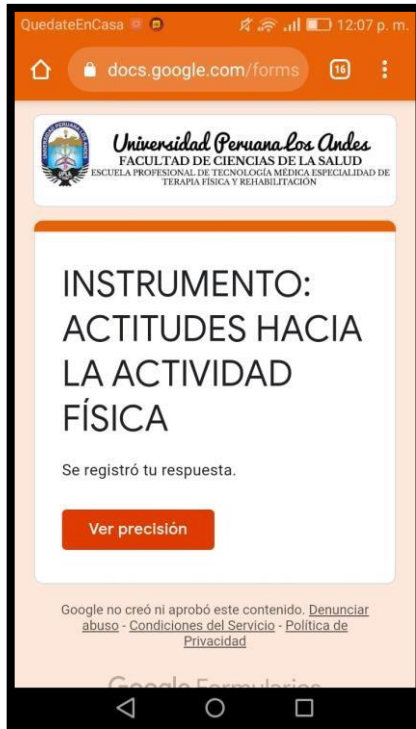 QuedateEnCasa 12:07 p. m.
docs.google.com/forms 16
Universidad Peruana Los Andes
FACULTAD DE CIENCIAS DE LA SALUD
ESCUELA PROFESIONAL DE TECNOLOGÍA MÉDICA ESPECIALIDAD DE
TERAPIA FÍSICA Y REHABILITACIÓN
INSTRUMENTO:
ACTITUDES HACIA
LA ACTIVIDAD
FÍSICA
Se registró tu respuesta.
Ver precisión
Google no creó ni aprobó este contenido. Denunciar
abuso - Condiciones del Servicio - Política de
Privacidad
Google Formularios